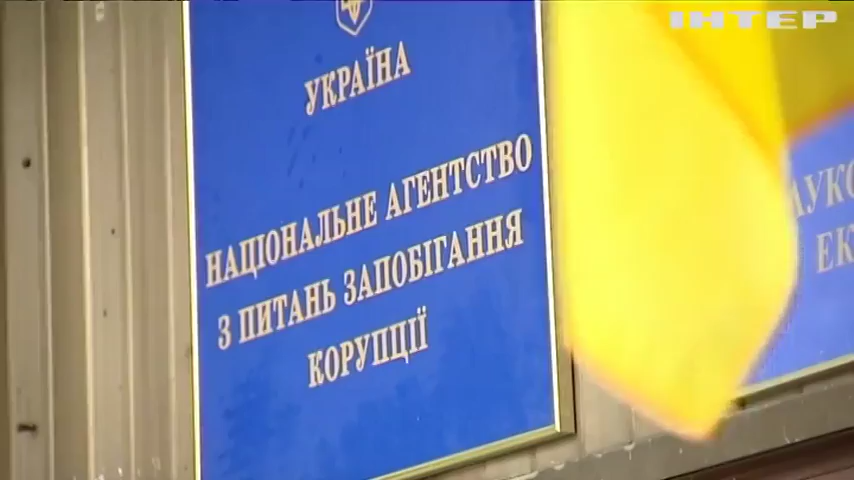 ІНТЕР
УКРАЇНА
НАЦІОНАЛЬНЕ АГЕНТСТВО
З ПИТАНЬ ЗАПОБІГАННЯ
КОРУПЦІЇ